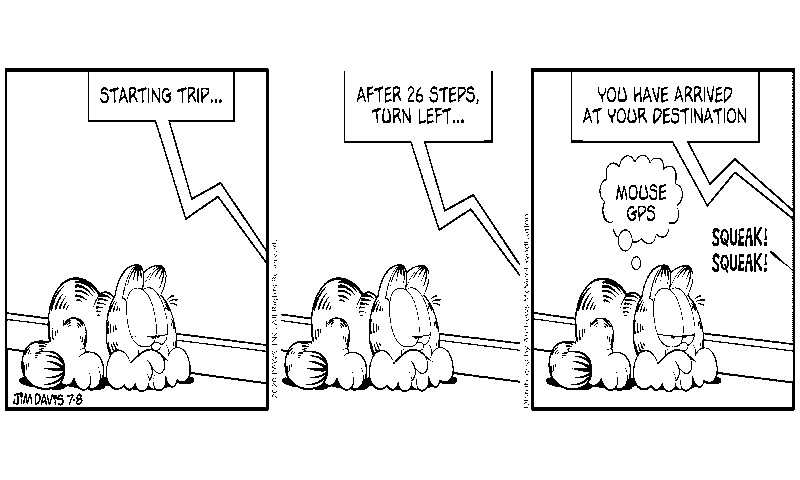 STARTING TRIP...
JIM DAVIS 7-8
AFTER 26 STEPS,
TURN LEFT...
YOU HAVE ARRIVED
AT YOUR DESTINATION
MOUSE
GPS
SQUEAK!
SQUEAK!